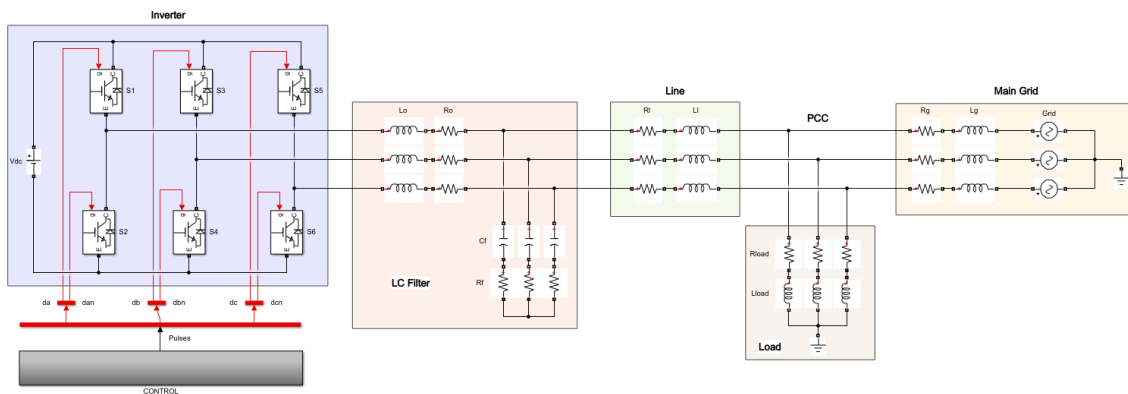 Inverter
g C
S1
E
g C
S3
E
g C
S5
E
Vdc
+
g C
S2
E
g C
S4
E
g C
S6
E
da
dan
db
dbn
dc
dcn
Pulses
CONTROL
Lo
Ro
Cf
Rf
LC Filter
Line
Rl
Ll
PCC
Rload
Lload
Load
Main Grid
Rg
Lg
Grid